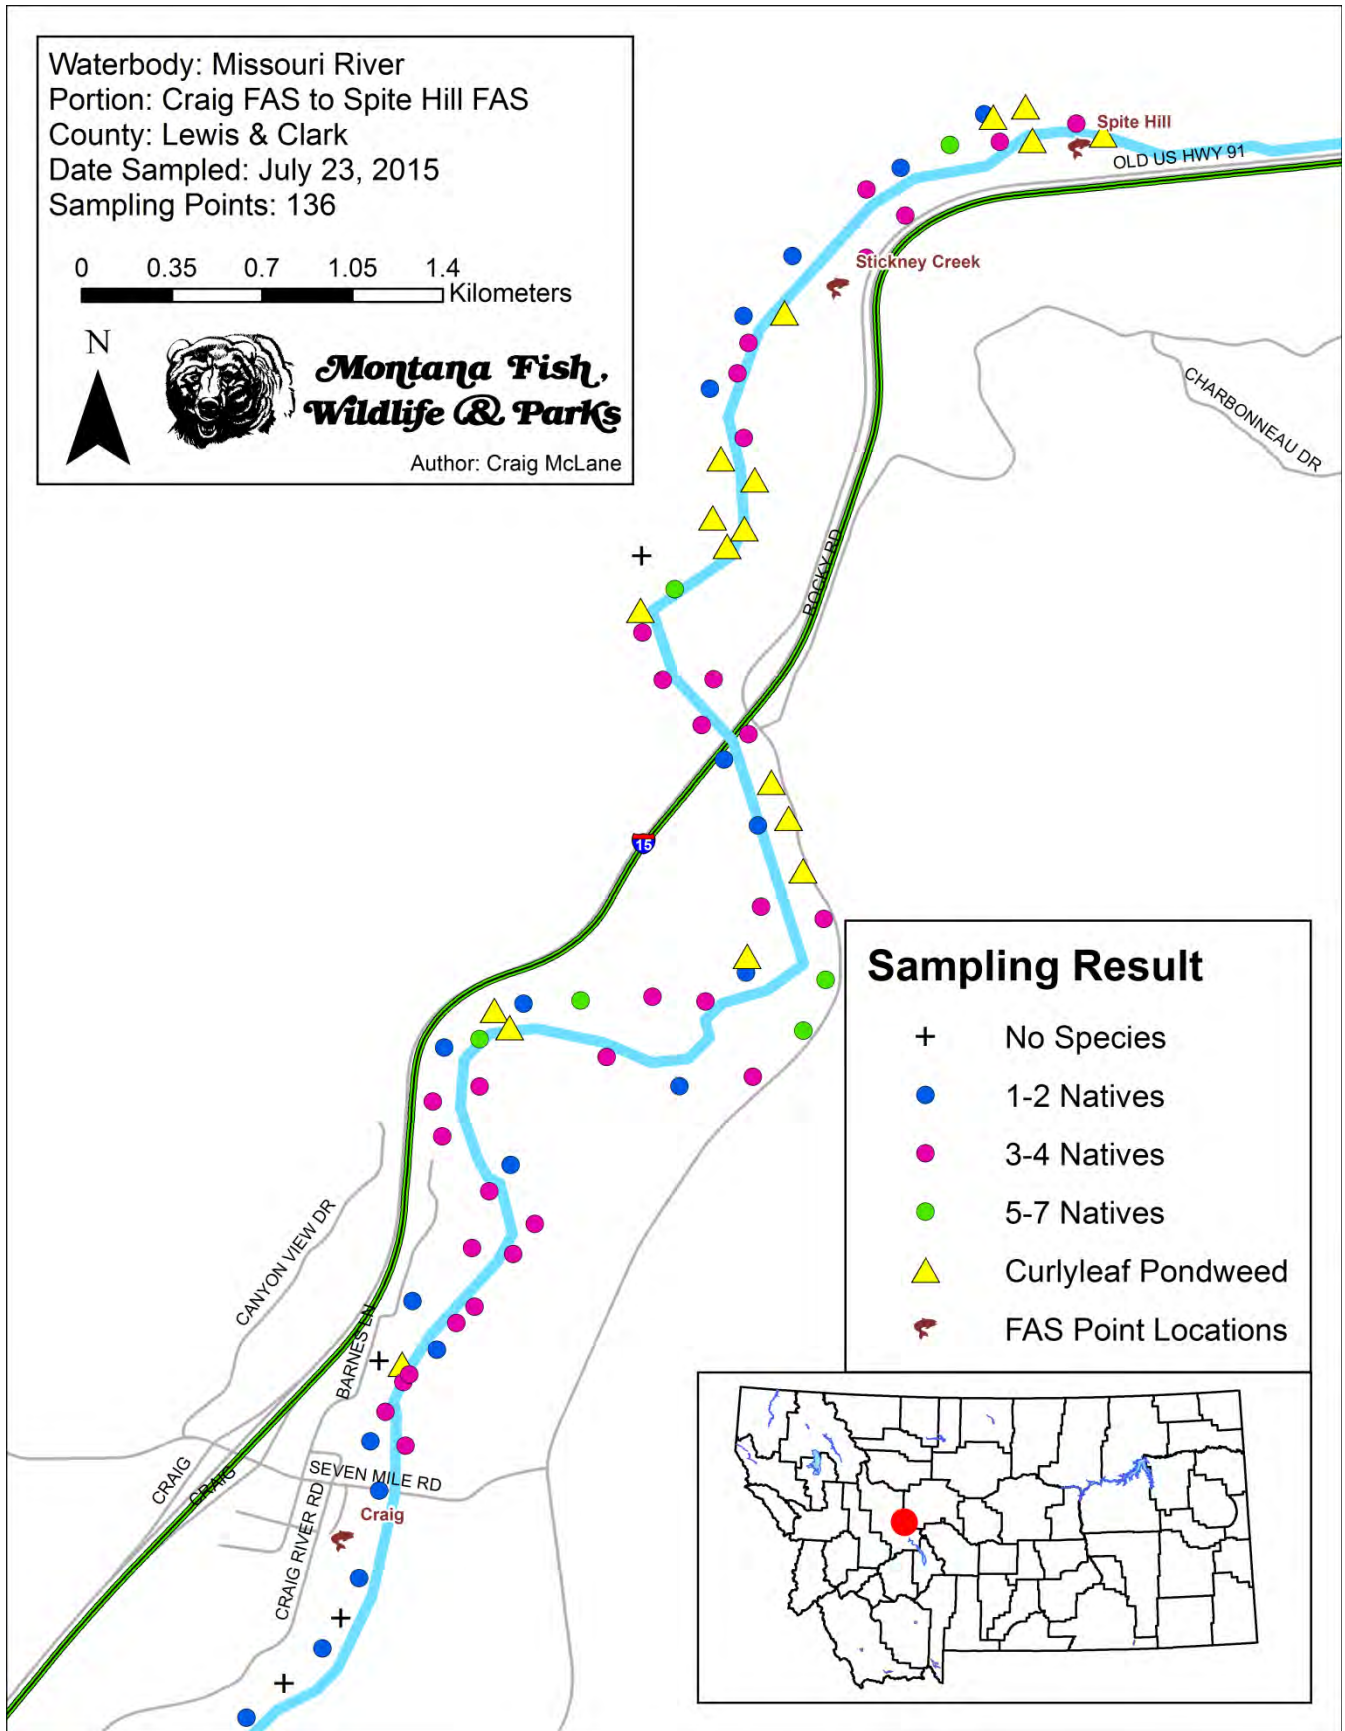 Waterbody: Missouri River
Portion: Craig FAS to Spite Hill FAS
County: Lewis & Clark
Date Sampled: July 23, 2015
Sampling Points: 136
0 0.35 0.7 1.05 1.4
Kilometers
N
Montana Fish,
Wildlife & Parks
Author: Craig McLane
Spite Hill
OLD US HWY 91
Stickney Creek
CHARBONNEAU DR
ROCKY RD
15
Sampling Result
No Species
1-2 Natives
3-4 Natives
5-7 Natives
Curlyleaf Pondweed
FAS Point Locations
CANYON VIEW DR
BARNES LN
CRAIG
CRAIG
SEVEN MILE RD
Craig
CRAIG RIVER RD